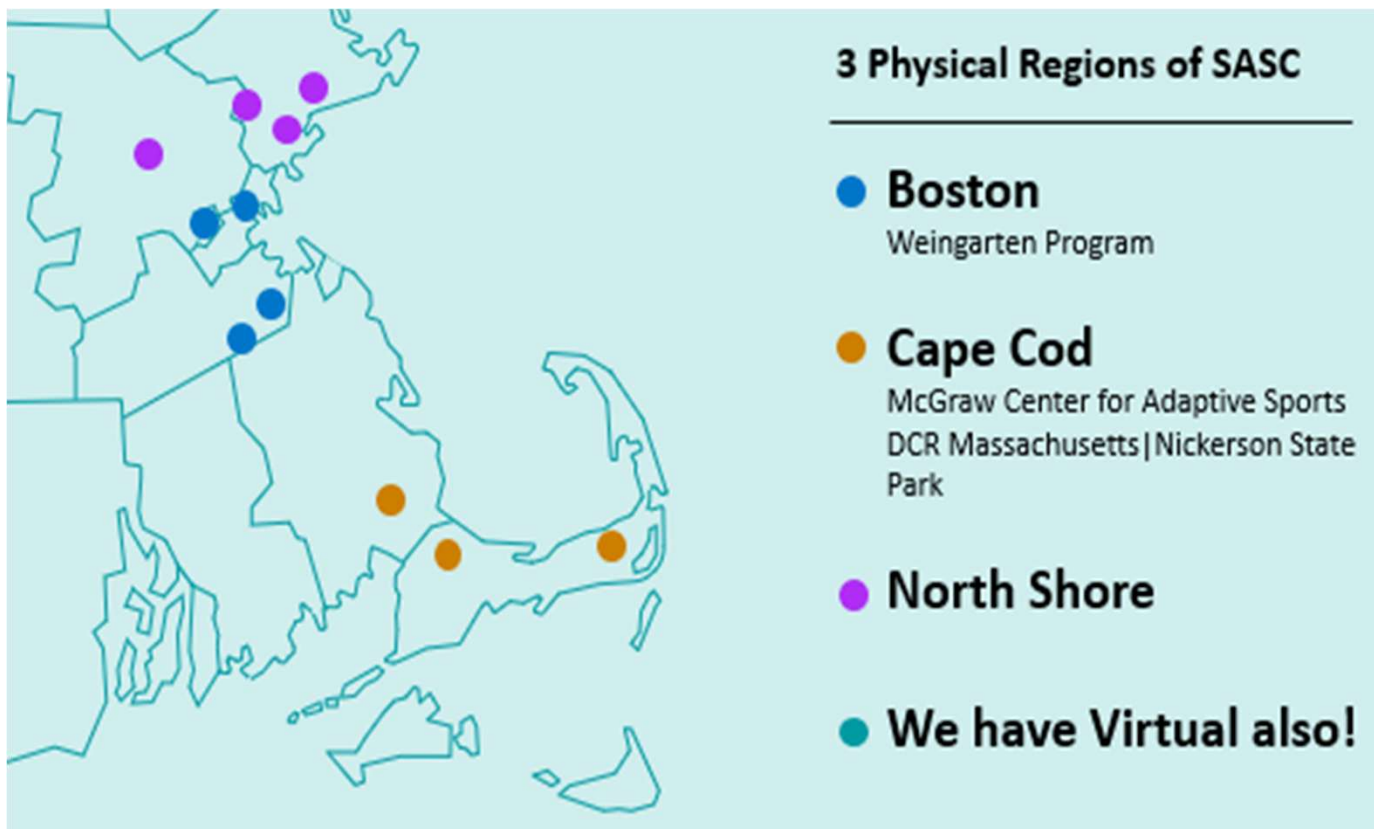 3 Physical Regions of SASC
Boston
Weingarten Program
Cape Cod
McGraw Center for Adaptive Sports
DCR Massachusetts|Nickerson State
Park
North Shore
We have Virtual also!